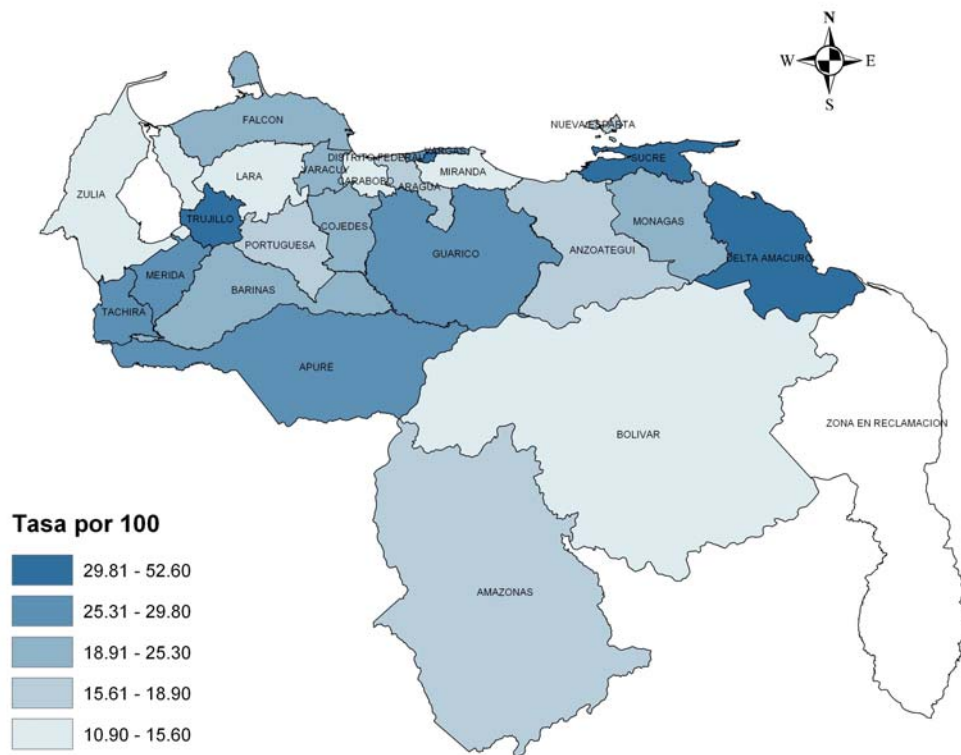 N
W E
S
NUEVA ESPARTA
FALCON
DISTRITO FEDERAL
VARGAS
SUCRE
LARA
YARACUY
CARABOBO
MIRANDA
ZULIA
ARAGUA
TRUJILLO
COJEDES
MONAGAS
PORTUGUESA
GUARICO
ANZOATEGUI
DELTA AMACURO
MERIDA
BARINAS
TACHIRA
APURE
ZONA EN RECLAMACION
BOLIVAR
AMAZONAS
Tasa por 100
29.81 - 52.60
25.31 - 29.80
18.91 - 25.30
15.61 - 18.90
10.90 - 15.60